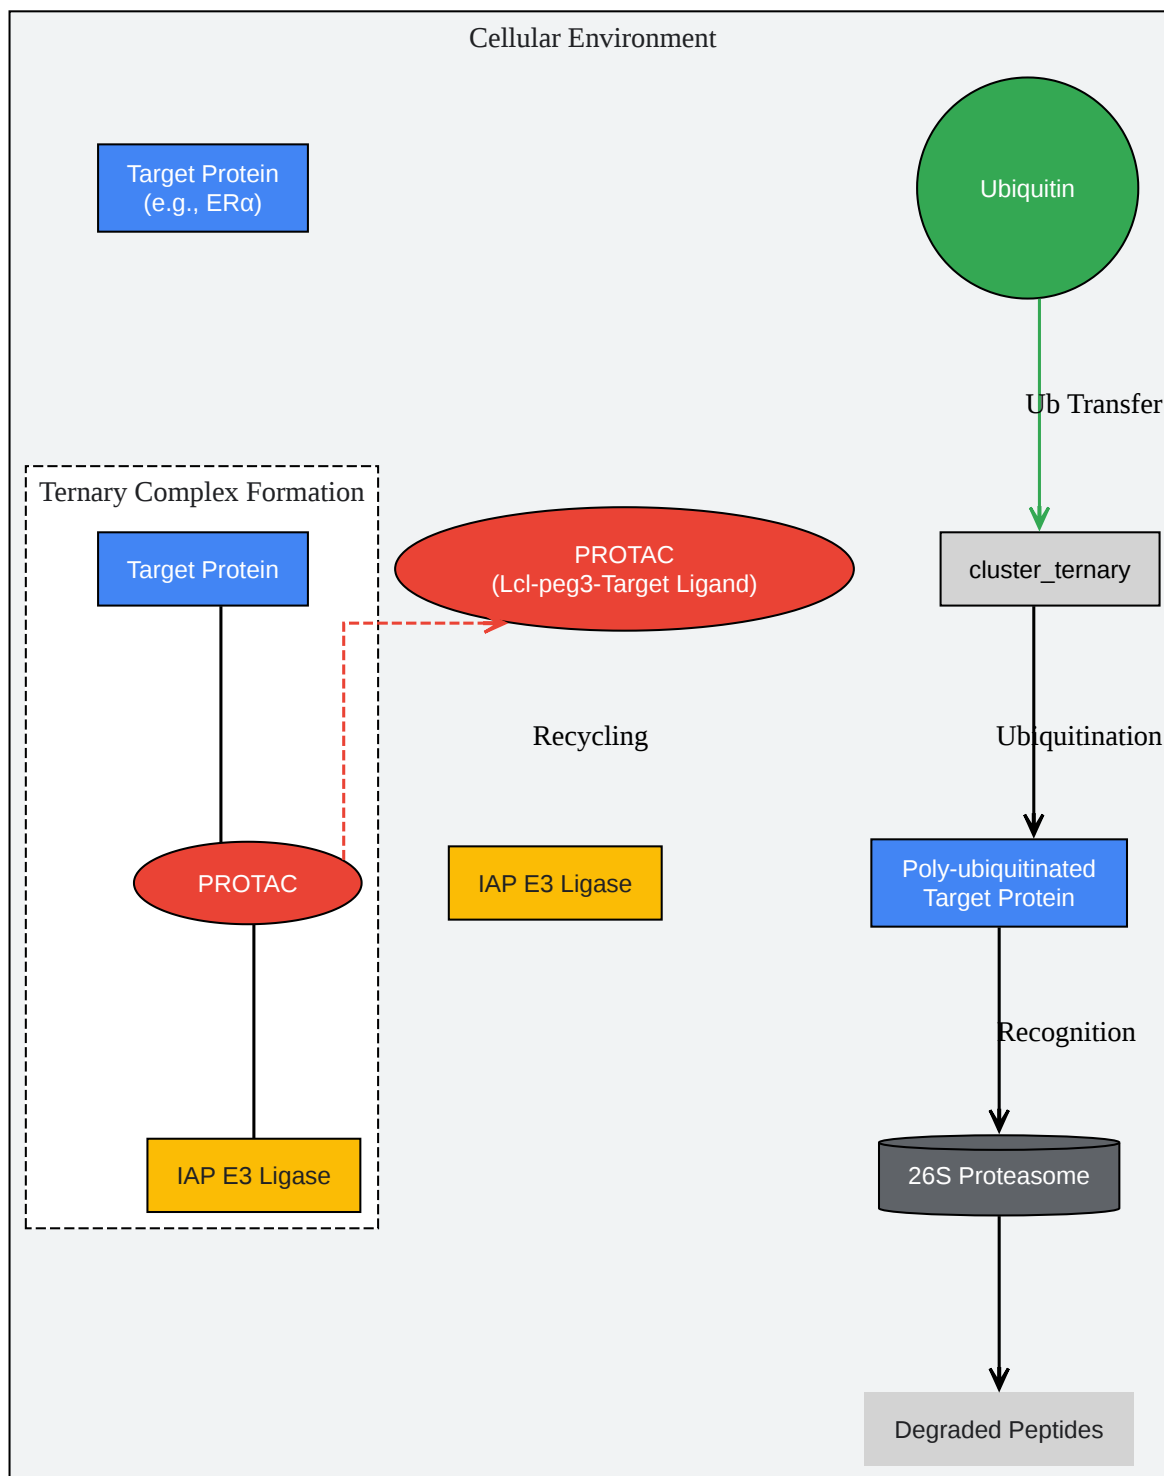 Cellular Environment
Target Protein
(e.g., ERα)
Ubiquitin
Ub Transfer
Ternary Complex Formation
Target Protein
PROTAC
(Lcl-peg3-Target Ligand)
cluster_ternary
Recycling
Ubiquitination
PROTAC
IAP E3 Ligase
Poly-ubiquitinated
Target Protein
Recognition
IAP E3 Ligase
26S Proteasome
Degraded Peptides